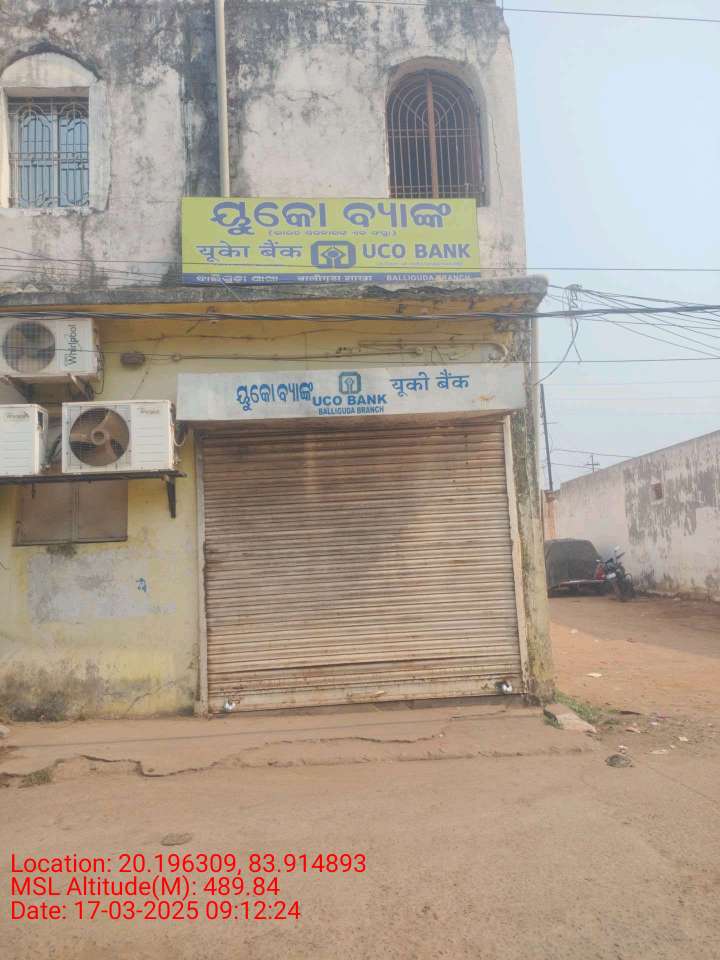 ୟୁକୋ ବ୍ୟାଙ୍କ
यूको बैंक UCO BANK
BALLIGUDA BRANCH
Whirlpool
ୟୁକୋ ବ୍ୟାଙ୍କ UCO BANK यूको बैंक
BALLIGUDA BRANCH
Location: 20.196309, 83.914893
MSL Altitude(M): 489.84
Date: 17-03-2025 09:12:24